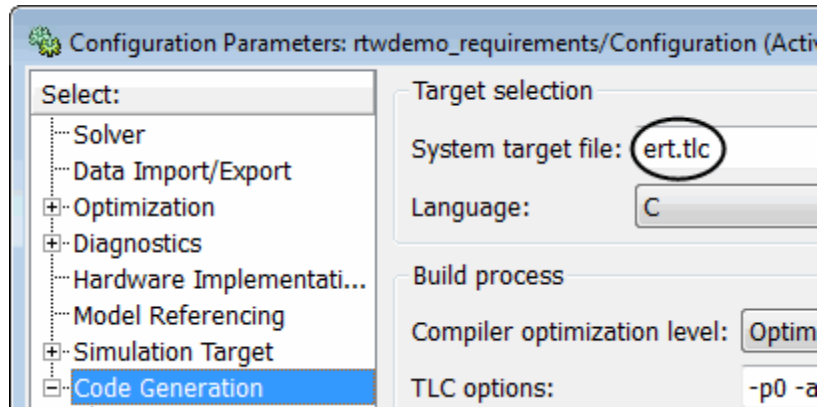 Configuration Parameters: rtwdemo_requirements/Configuration (Activ
Select:
Solver
Data Import/Export
Optimization
Diagnostics
Hardware Implementati...
Model Referencing
Simulation Target
Code Generation
Target selection
System target file: ert.tlc
Language: C
Build process
Compiler optimization level: Optim
TLC options: -p0 -a